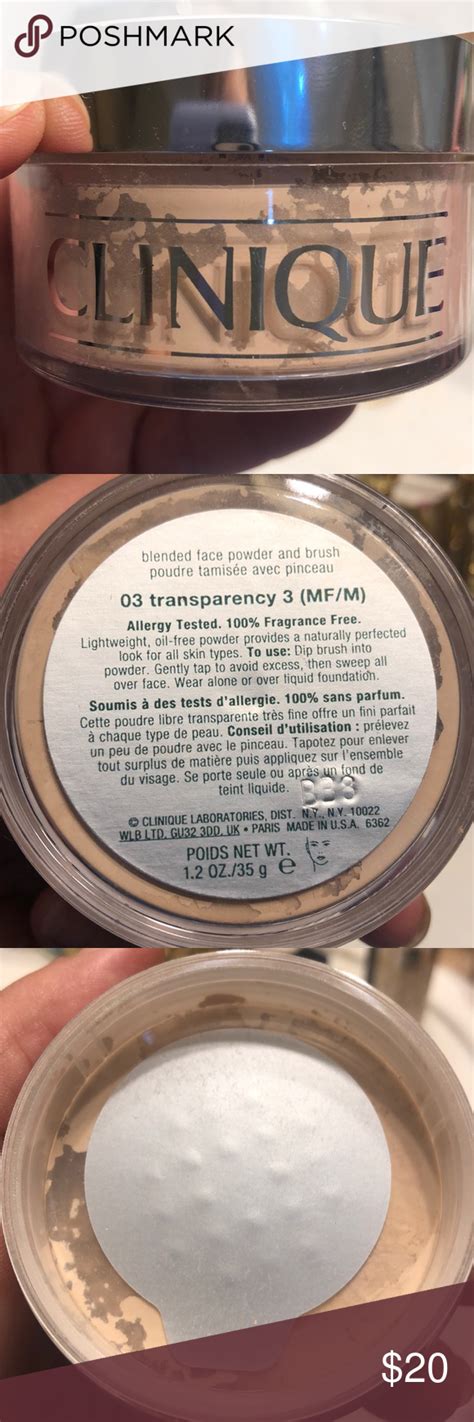 POSHMARK
CLINIQUE
blended face powder and brush
poudre tamisée avec pinceau
03 transparency 3 (MF/M)
Allergy Tested. 100% Fragrance Free.
Lightweight, oil-free powder provides a naturally perfected
look for all skin types. To use: Dip brush into
powder. Gently tap to avoid excess, then sweep all
over face. Wear alone or over liquid foundation.
Soumis à des tests d'allergie. 100% sans parfum.
Cette poudre libre transparente très fine offre un fini parfait
à chaque type de peau. Conseil d'utilisation : prélevez
un peu de poudre avec le pinceau. Tapotez pour enlever
tout surplus de matière puis appliquez sur l'ensemble
du visage. Se porte seule ou après un fond de
teint liquide. B33
© CLINIQUE LABORATORIES, DIST. N.Y., N.Y. 10022
WLB LTD. GU32 3DD. UK • PARIS MADE IN U.S.A. 6362
POIDS NET WT.
1.2 OZ./35 g e
$20